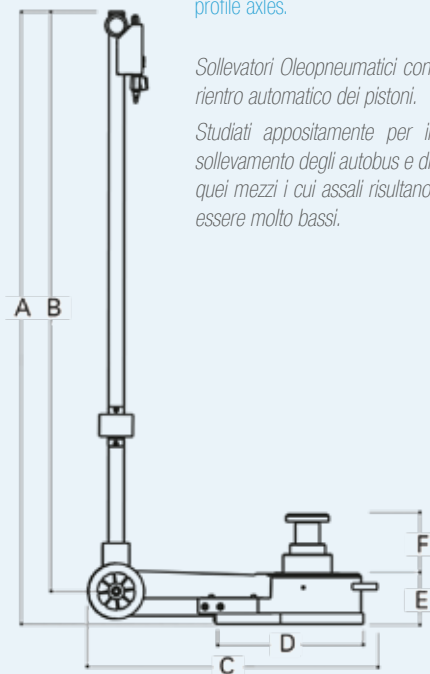 profile axles.
Sollevatori Oleopneumatici con
rientro automatico dei pistoni.
Studiati appositamente per il
sollevamento degli autobus e di
quei mezzi i cui assali risultano
essere molto bassi.
A B
F
E
D
C